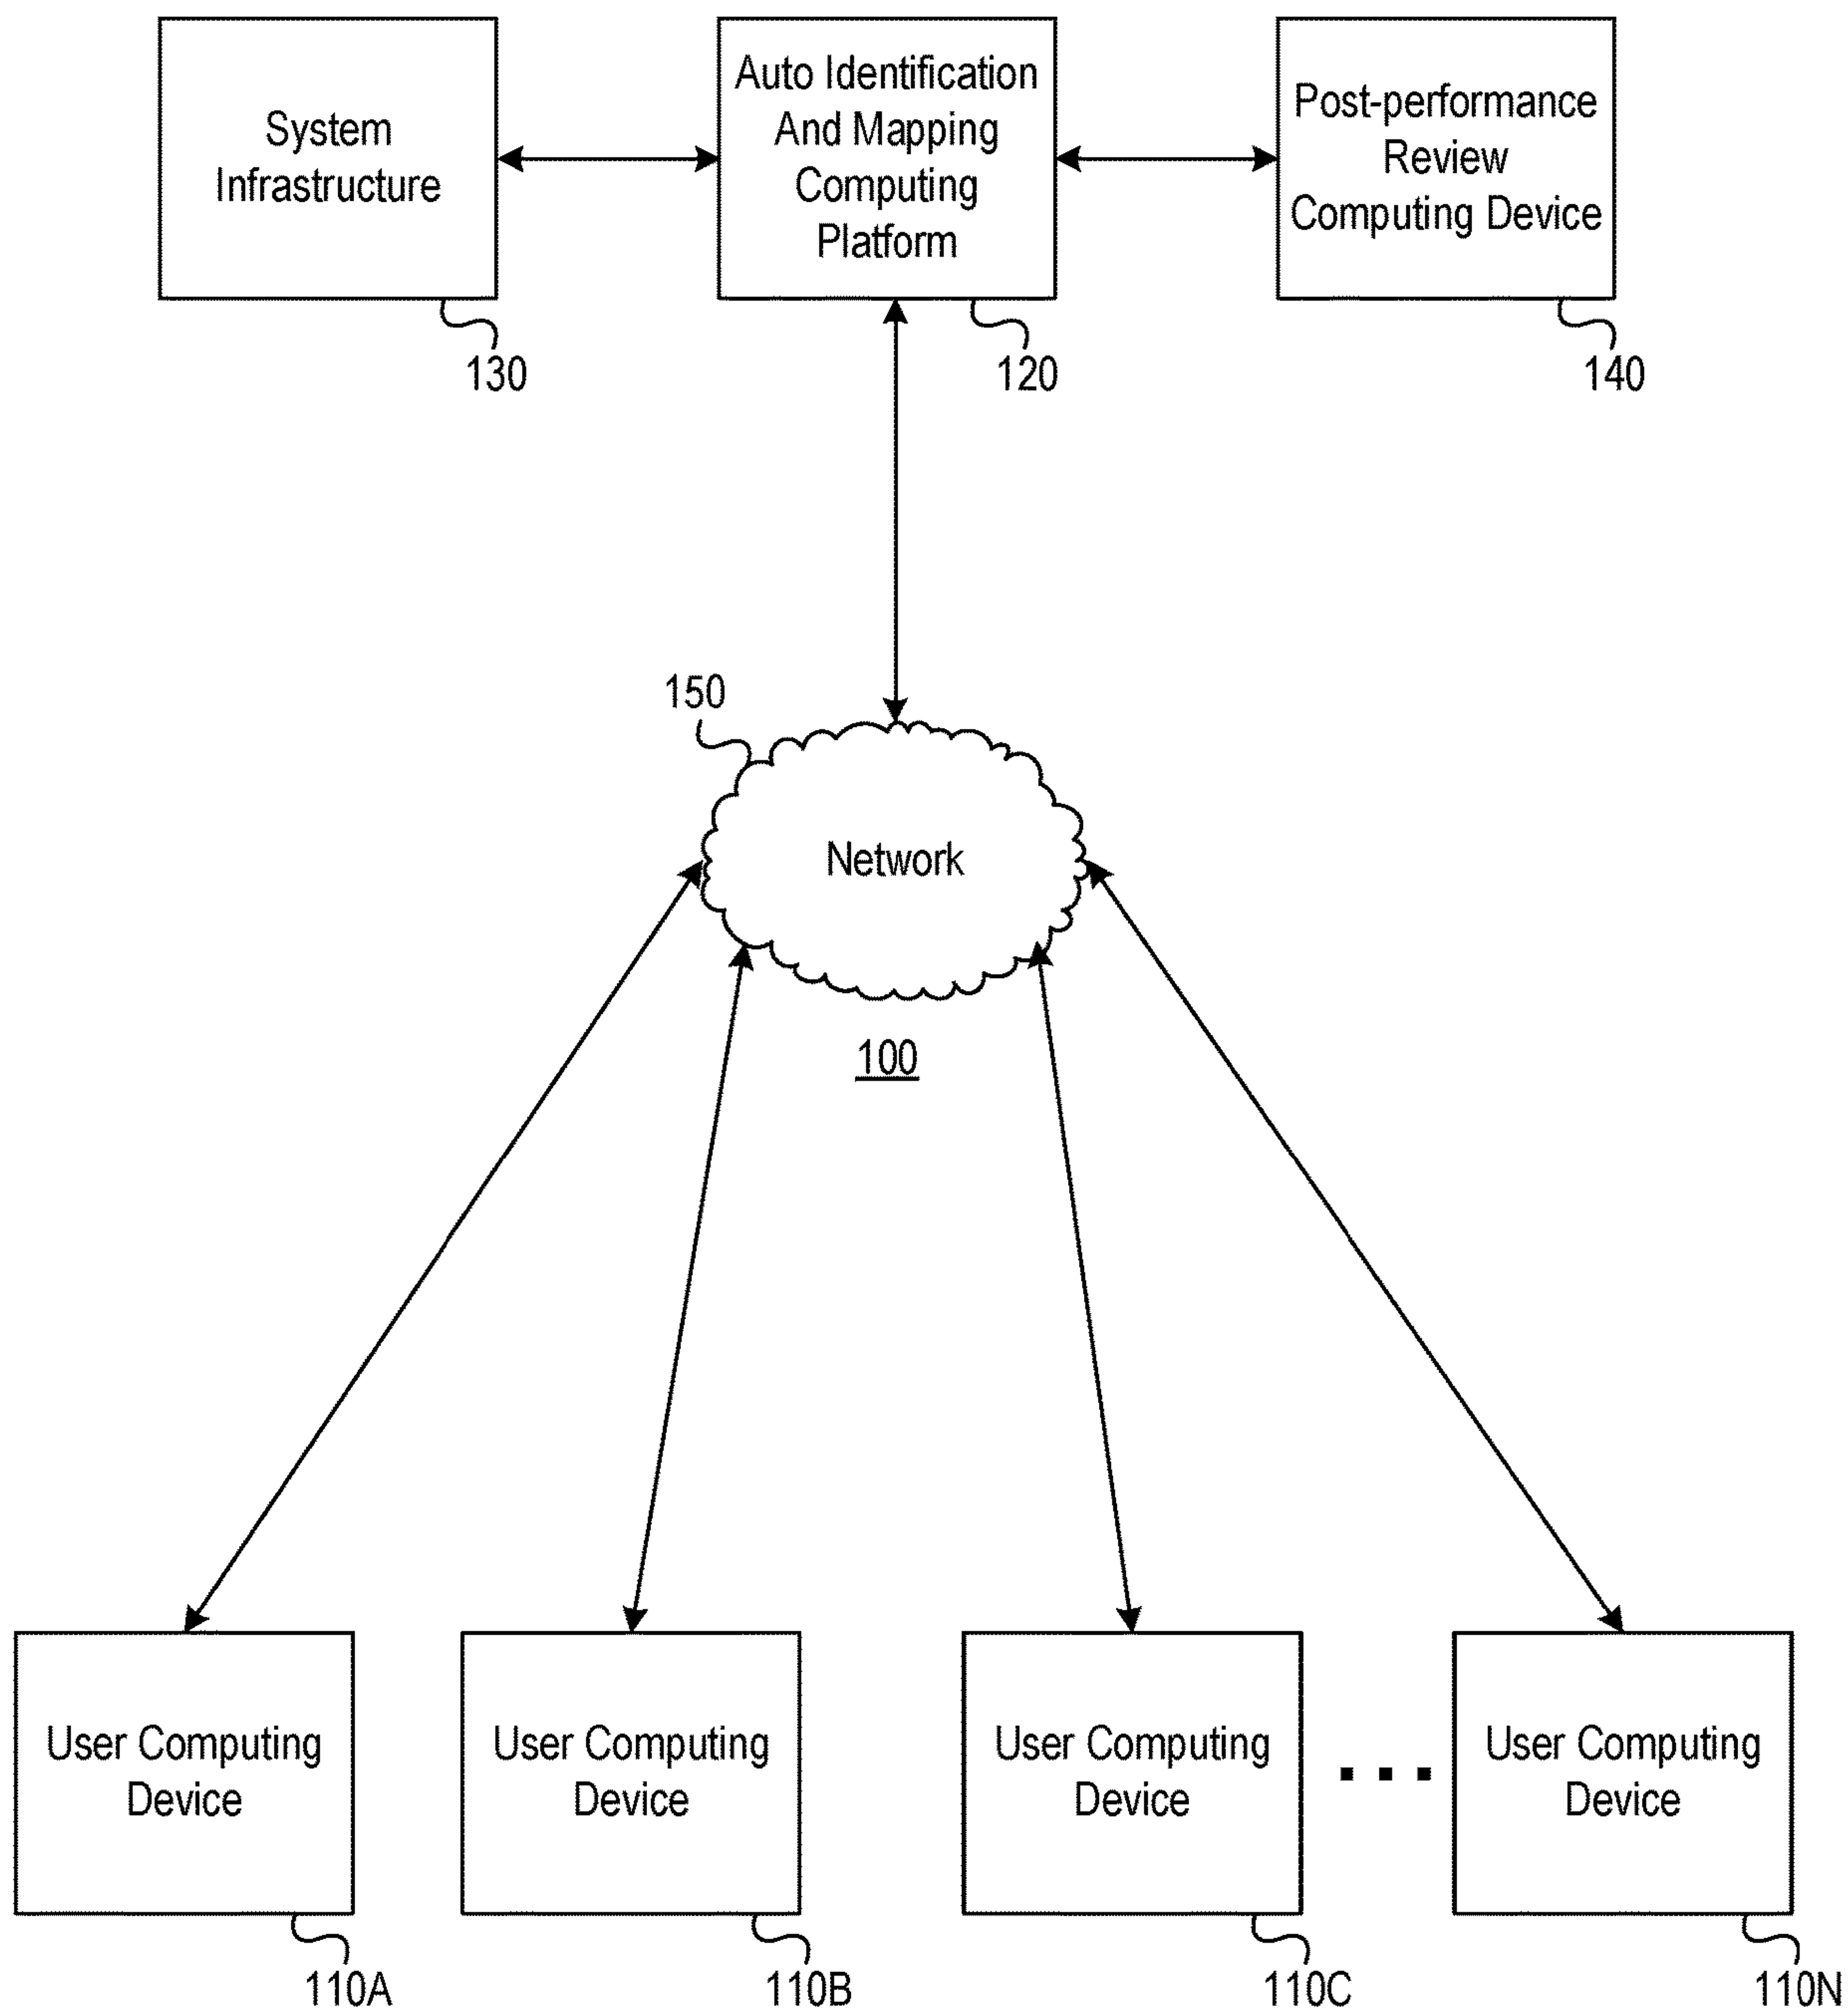 System
Infrastructure
Auto Identification
And Mapping
Computing
Platform
Post-performance
Review
Computing Device
130
120
140
150
Network
100
User Computing
Device
User Computing
Device
User Computing
Device
User Computing
Device
110A
110B
110C
110N